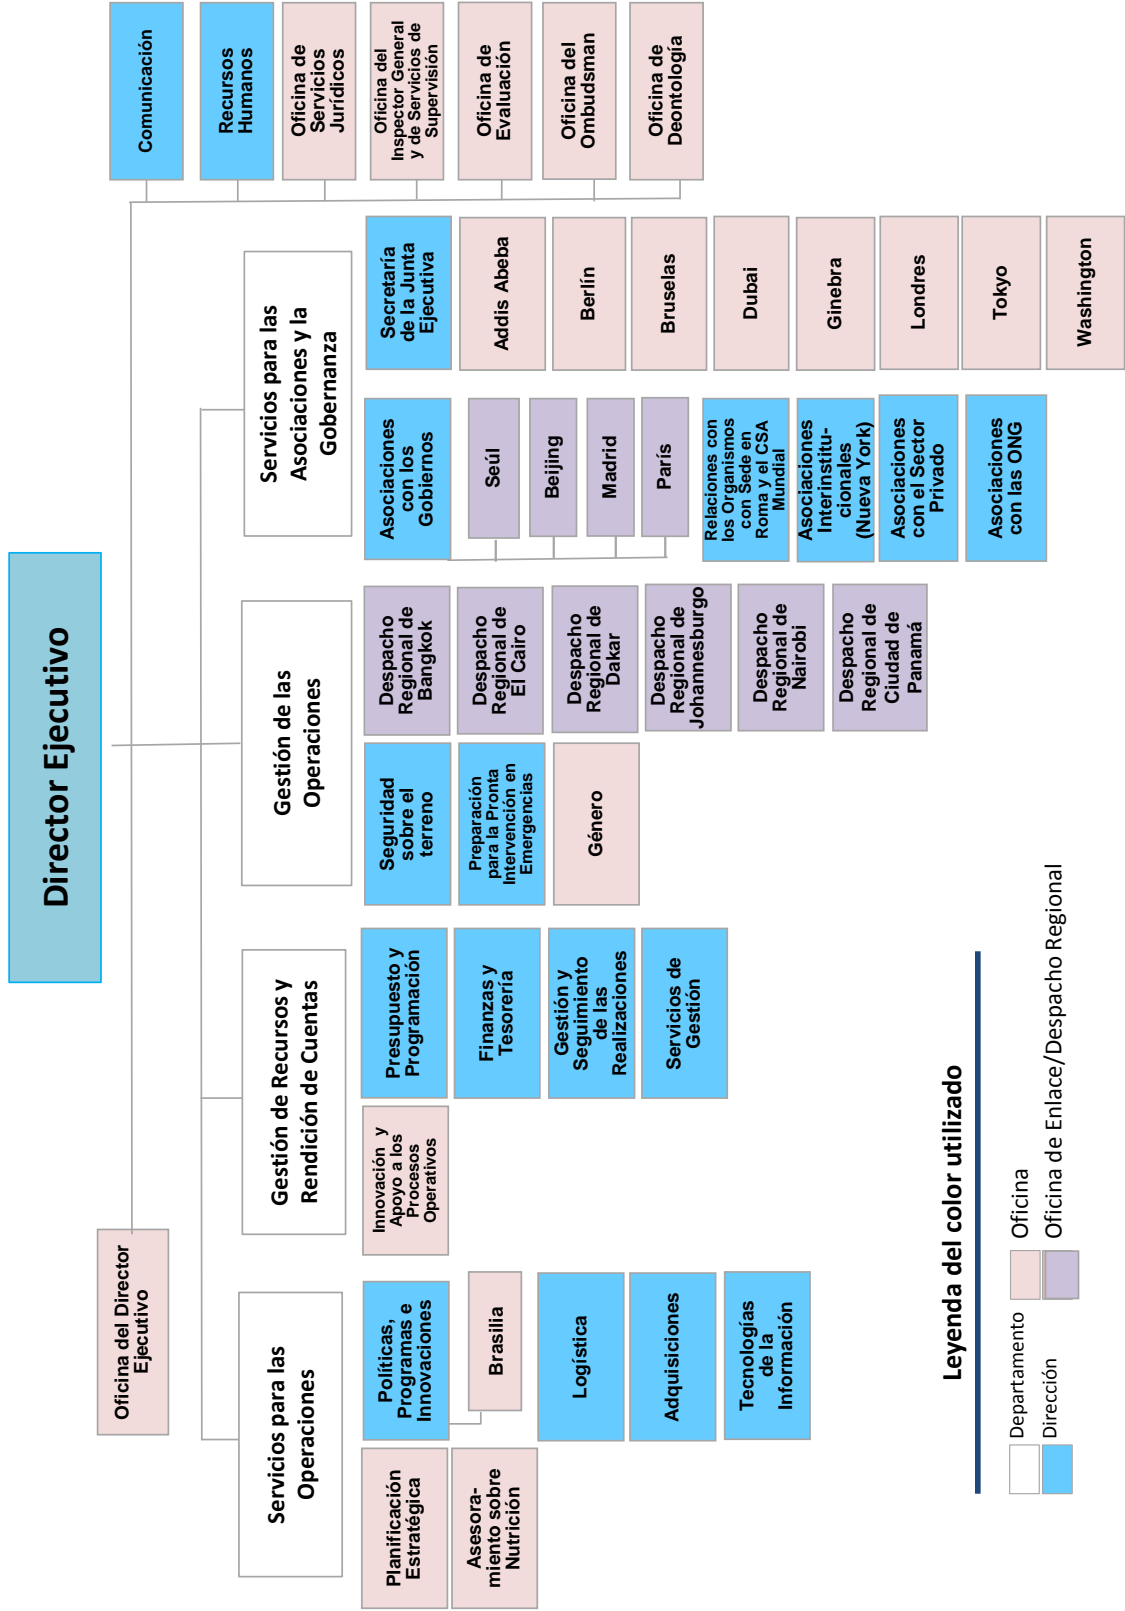 Director Ejecutivo
Oficina del Director
Ejecutivo
Servicios para las
Operaciones
Gestión de Recursos y
Rendición de Cuentas
Gestión de las
Operaciones
Servicios para las
Asociaciones y la
Gobernanza
Comunicación
Recursos
Humanos
Oficina de
Servicios
Jurídicos
Oficina del
Inspector General
y de Servicios de
Supervisión
Oficina de
Evaluación
Oficina del
Ombudsman
Oficina de
Deontología
Planificación
Estratégica
Asesora-
miento sobre
Nutrición
Políticas,
Programas e
Innovaciones
Brasilia
Logística
Adquisiciones
Tecnologías
de la
Información
Innovación y
Apoyo a los
Procesos
Operativos
Presupuesto y
Programación
Finanzas y
Tesorería
Gestión y
Seguimiento
de las
Realizaciones
Servicios de
Gestión
Seguridad
sobre el
terreno
Preparación
para la Pronta
Intervención en
Emergencias
Género
Despacho
Regional de
Bangkok
Despacho
Regional de
El Cairo
Despacho
Regional de
Dakar
Despacho
Regional de
Johannesburgo
Despacho
Regional de
Nairobi
Despacho
Regional de
Ciudad de
Panamá
Asociaciones
con los
Gobiernos
Seúl
Beijing
Madrid
París
Relaciones con
los Organismos
con Sede en
Roma y el CSA
Mundial
Asociaciones
Interinstitu-
cionales
(Nueva York)
Asociaciones
con el Sector
Privado
Asociaciones
con las ONG
Secretaría
de la Junta
Ejecutiva
Addis Abeba
Berlín
Bruselas
Dubai
Ginebra
Londres
Tokyo
Washington
Leyenda del color utilizado
Departamento
Oficina
Dirección
Oficina de Enlace/Despacho Regional